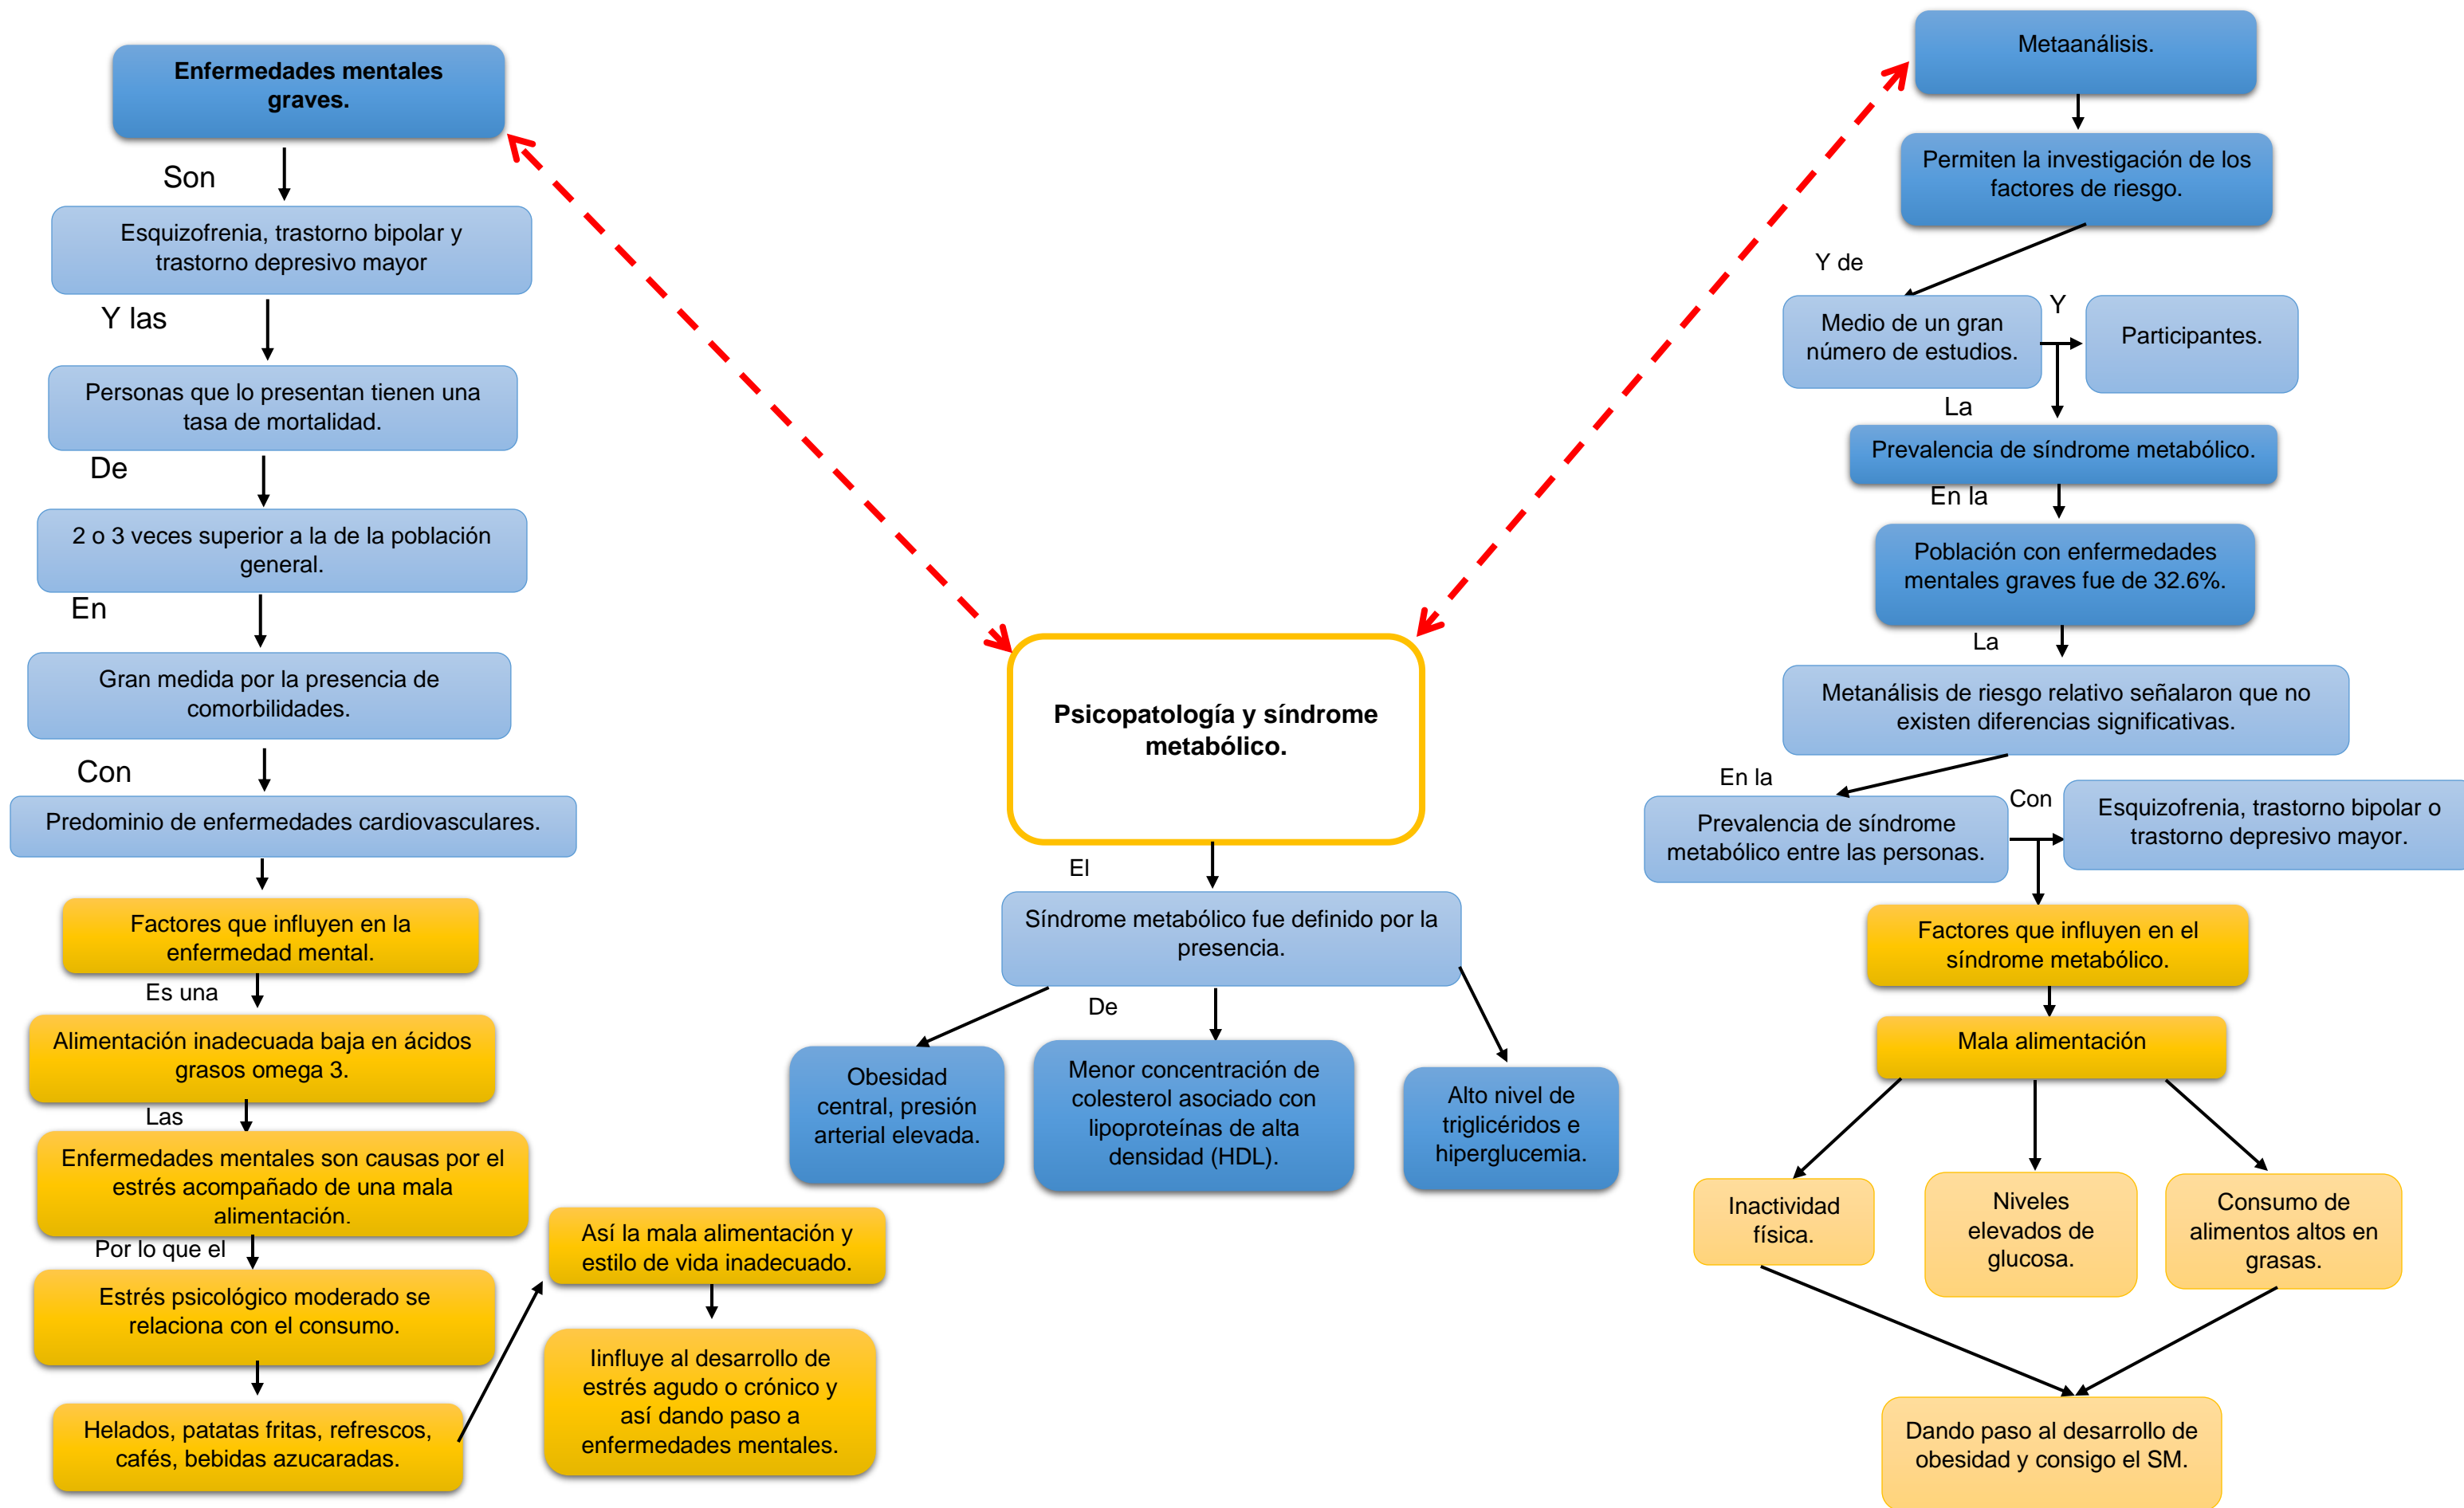 Enfermedades mentales
graves.
Son
Esquizofrenia, trastorno bipolar y
trastorno depresivo mayor
Y las
Personas que lo presentan tienen una
tasa de mortalidad.
De
2 o 3 veces superior a la de la población
general.
En
Gran medida por la presencia de
comorbilidades.
Con
Predominio de enfermedades cardiovasculares.
Factores que influyen en la
enfermedad mental.
Es una
Alimentación inadecuada baja en ácidos
grasos omega 3.
Las
Enfermedades mentales son causas por el
estrés acompañado de una mala
alimentación.
Por lo que el
Estrés psicológico moderado se
relaciona con el consumo.
Helados, patatas fritas, refrescos,
cafés, bebidas azucaradas.
Así la mala alimentación y
estilo de vida inadecuado.
Iinfluye al desarrollo de
estrés agudo o crónico y
así dando paso a
enfermedades mentales.
Psicopatología y síndrome
metabólico.
El
Síndrome metabólico fue definido por la
presencia.
De
Obesidad
central, presión
arterial elevada.
Menor concentración de
colesterol asociado con
lipoproteínas de alta
densidad (HDL).
Alto nivel de
triglicéridos e
hiperglucemia.
Metaanálisis.
Permiten la investigación de los
factores de riesgo.
Y de
Medio de un gran
número de estudios.
Y
Participantes.
La
Prevalencia de síndrome metabólico.
En la
Población con enfermedades
mentales graves fue de 32.6%.
La
Metanálisis de riesgo relativo señalaron que no
existen diferencias significativas.
En la
Prevalencia de síndrome
metabólico entre las personas.
Con
Esquizofrenia, trastorno bipolar o
trastorno depresivo mayor.
Factores que influyen en el
síndrome metabólico.
Mala alimentación
Inactividad
física.
Niveles
elevados de
glucosa.
Consumo de
alimentos altos en
grasas.
Dando paso al desarrollo de
obesidad y consigo el SM.